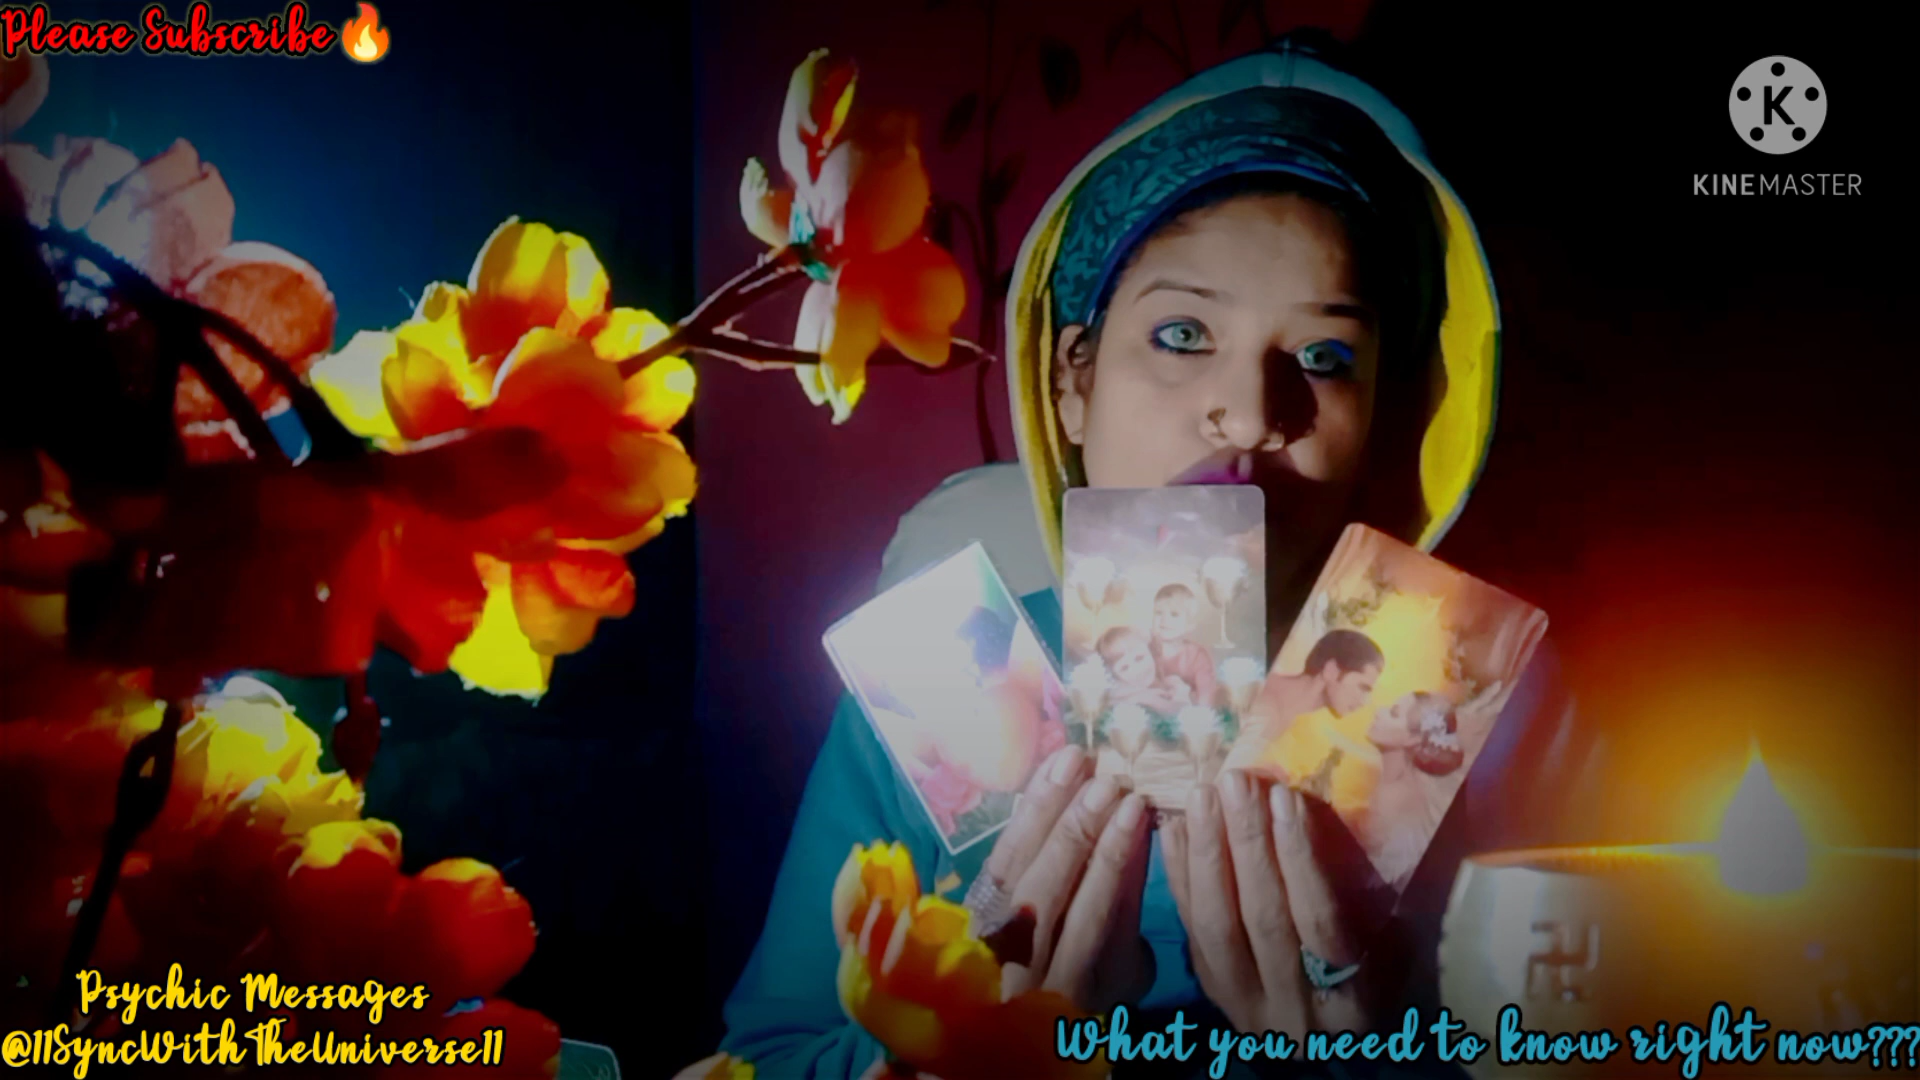 Please Subscribe🔥
K
KINEMASTER
Psychic Messages
@11SyncWithTheUniverse11
What you need to know right now???